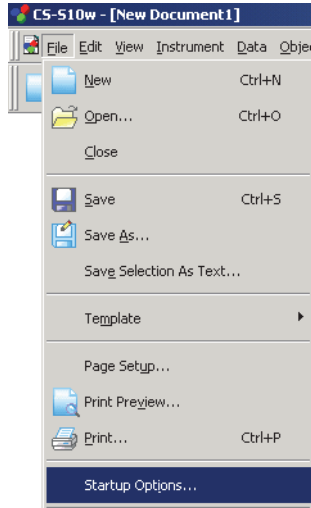 CS-S10w - [New Document1]
File Edit View Instrument Data Obje
New Ctrl+N
Open... Ctrl+O
Close
Save Ctrl+S
Save As...
Save Selection As Text...
Template
Page Setup...
Print Preview...
Print... Ctrl+P
Startup Options...